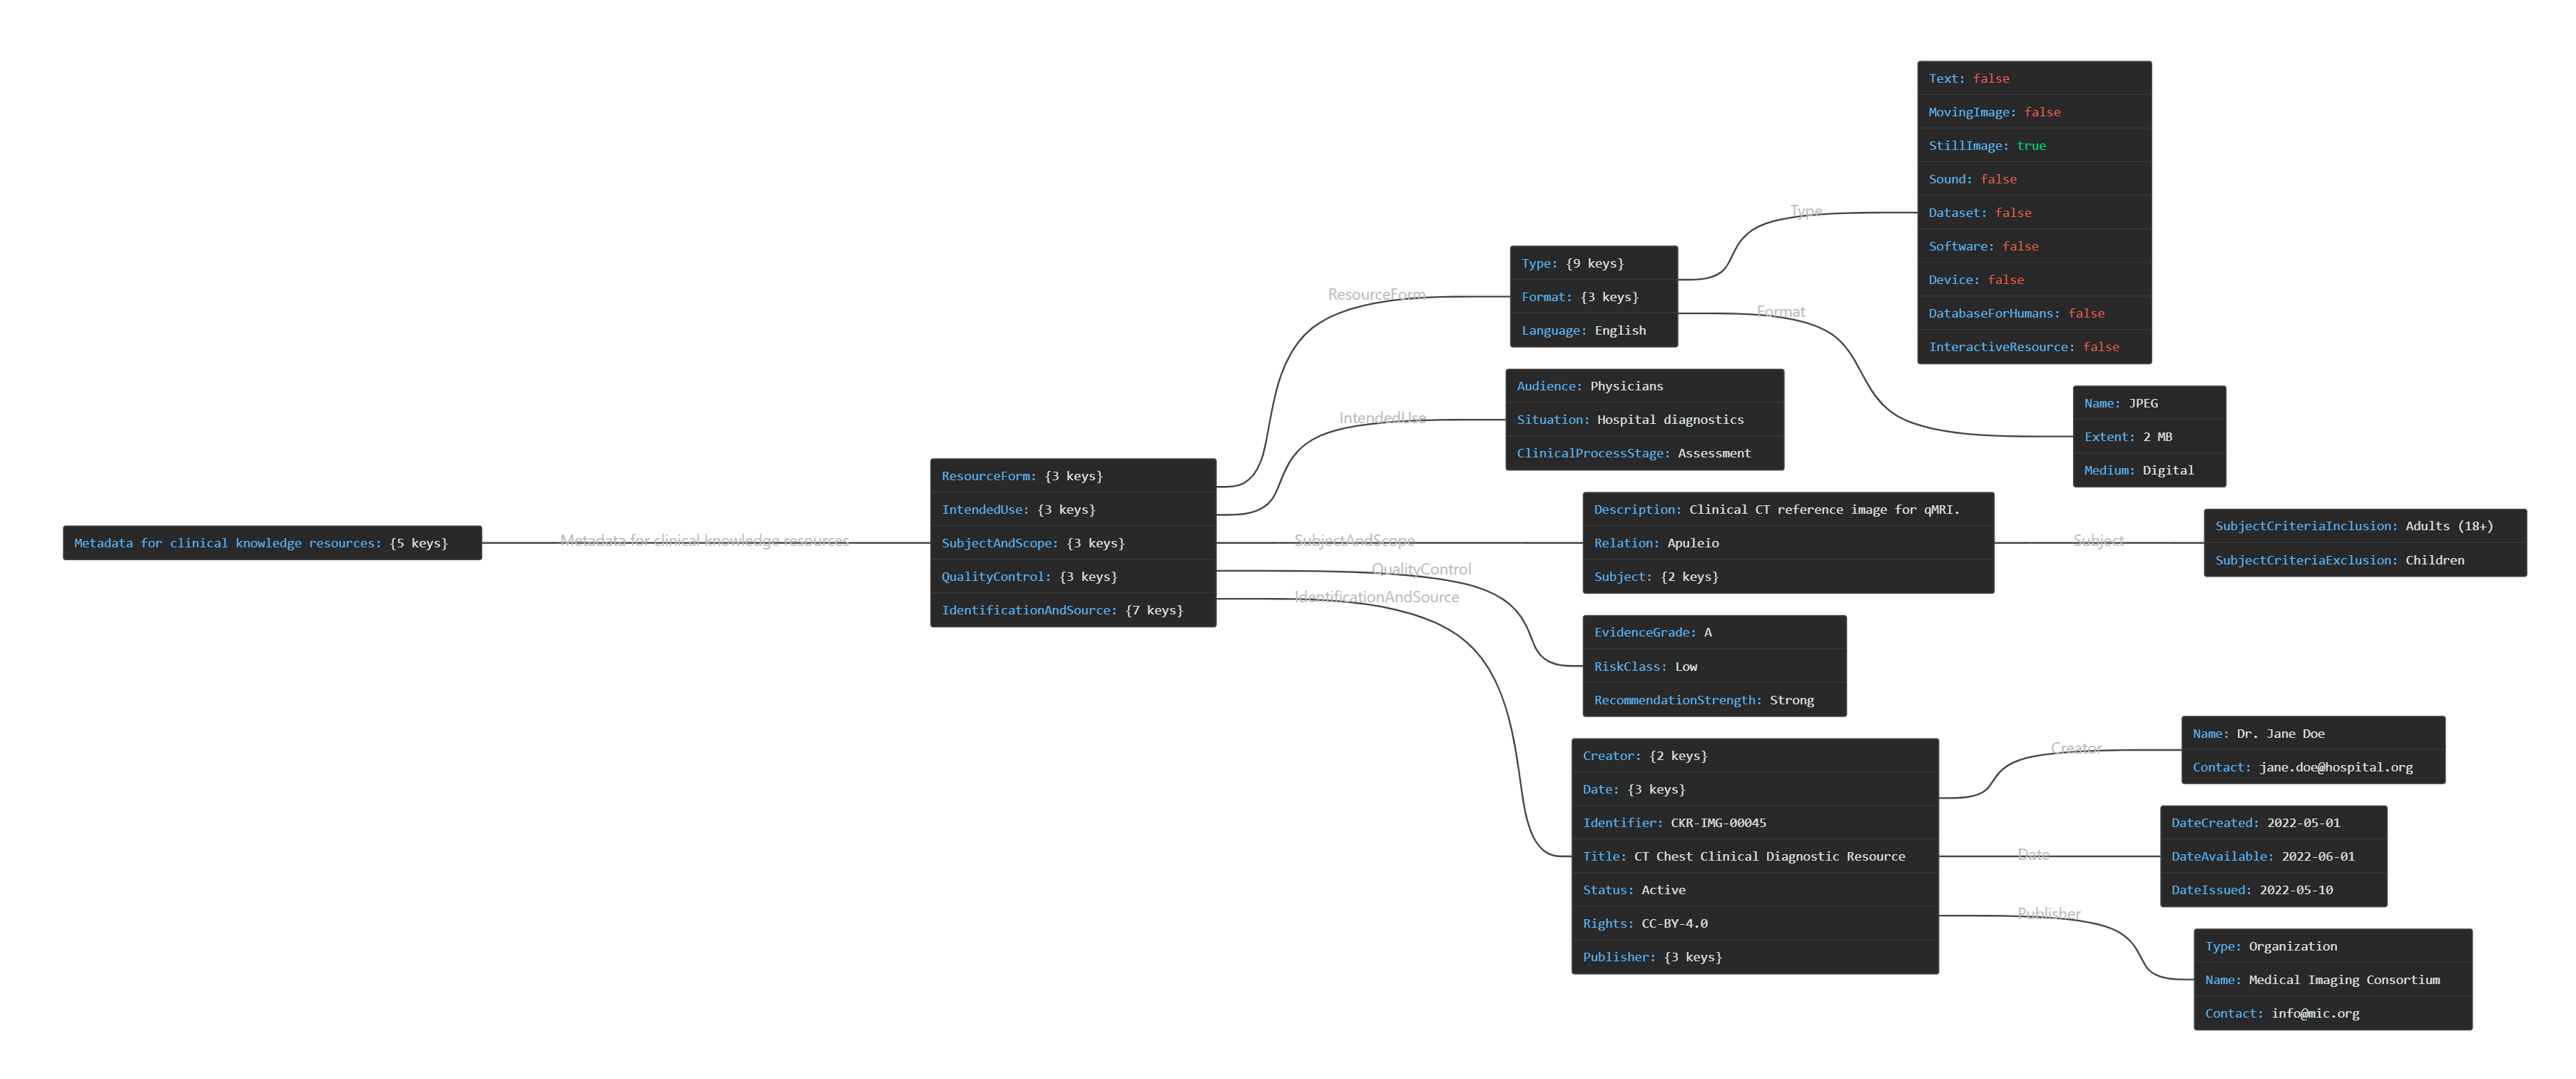 Metadata for clinical knowledge resources: {5 keys}
Metadata for clinical knowledge resources
ResourceForm: {3 keys}
IntendedUse: {3 keys}
SubjectAndScope: {3 keys}
QualityControl: {3 keys}
IdentificationAndSource: {7 keys}
ResourceForm
Type: {9 keys}
Format: {3 keys}
Language: English
Type
Text: false
MovingImage: false
StillImage: true
Sound: false
Dataset: false
Software: false
Device: false
DatabaseForHumans: false
InteractiveResource: false
Format
Name: JPEG
Extent: 2 MB
Medium: Digital
IntendedUse
Audience: Physicians
Situation: Hospital diagnostics
ClinicalProcessStage: Assessment
SubjectAndScope
Description: Clinical CT reference image for qMRI.
Relation: Apuleio
Subject: {2 keys}
Subject
SubjectCriteriaInclusion: Adults (18+)
SubjectCriteriaExclusion: Children
QualityControl
EvidenceGrade: A
RiskClass: Low
RecommendationStrength: Strong
IdentificationAndSource
Creator: {2 keys}
Date: {3 keys}
Identifier: CKR-IMG-00045
Title: CT Chest Clinical Diagnostic Resource
Status: Active
Rights: CC-BY-4.0
Publisher: {3 keys}
Creator
Name: Dr. Jane Doe
Contact: jane.doe@hospital.org
Date
DateCreated: 2022-05-01
DateAvailable: 2022-06-01
DateIssued: 2022-05-10
Publisher
Type: Organization
Name: Medical Imaging Consortium
Contact: info@mic.org